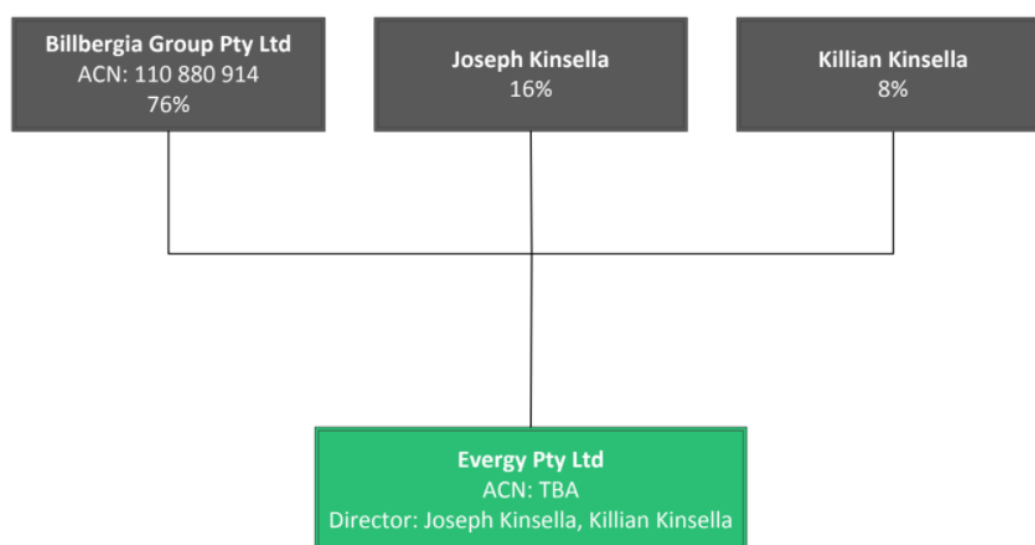 Billbergia Group Pty Ltd
ACN: 110 880 914
76%
Joseph Kinsella
16%
Killian Kinsella
8%
Evergy Pty Ltd
ACN: TBA
Director: Joseph Kinsella, Killian Kinsella